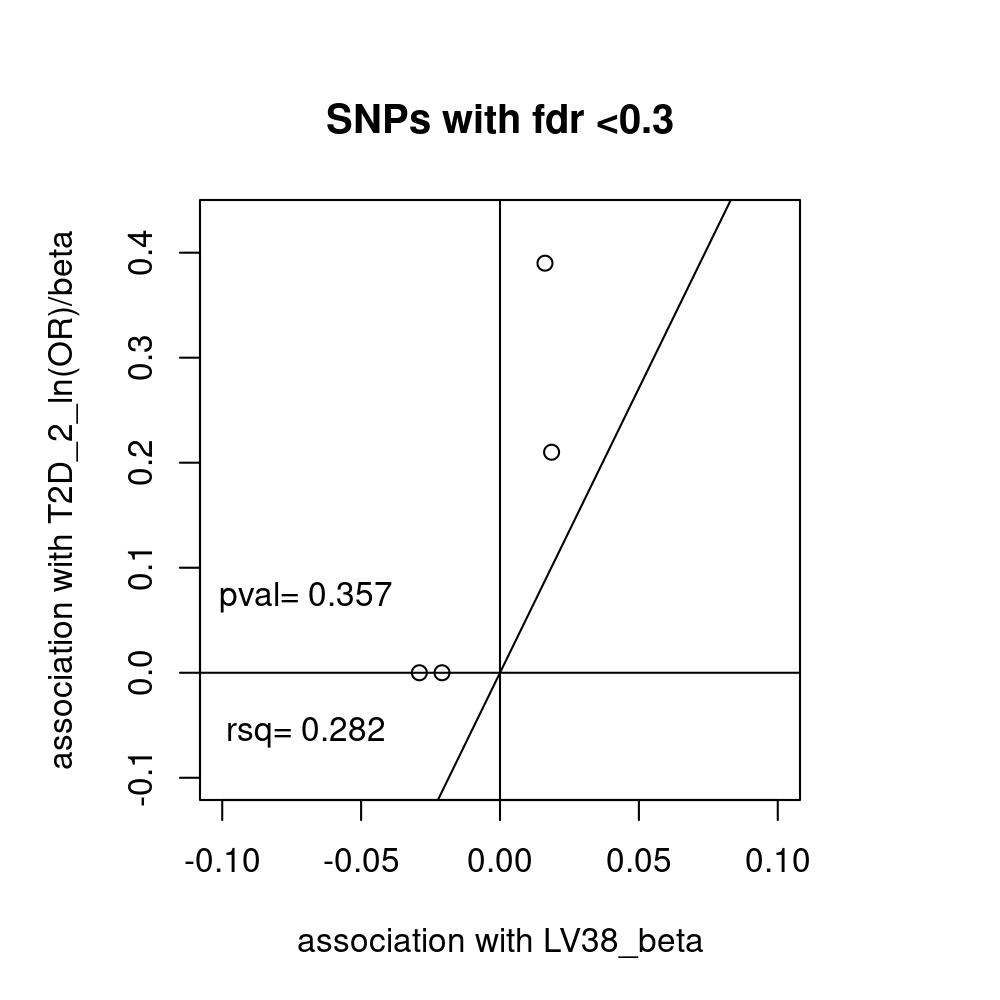 SNPs with fdr <0.3
association with T2D_2_ln(OR)/beta
0.4
0.3
0.2
0.1
0.0
-0.1
pval= 0.357
rsq= 0.282
-0.10
-0.05
0.00
0.05
0.10
association with LV38_beta